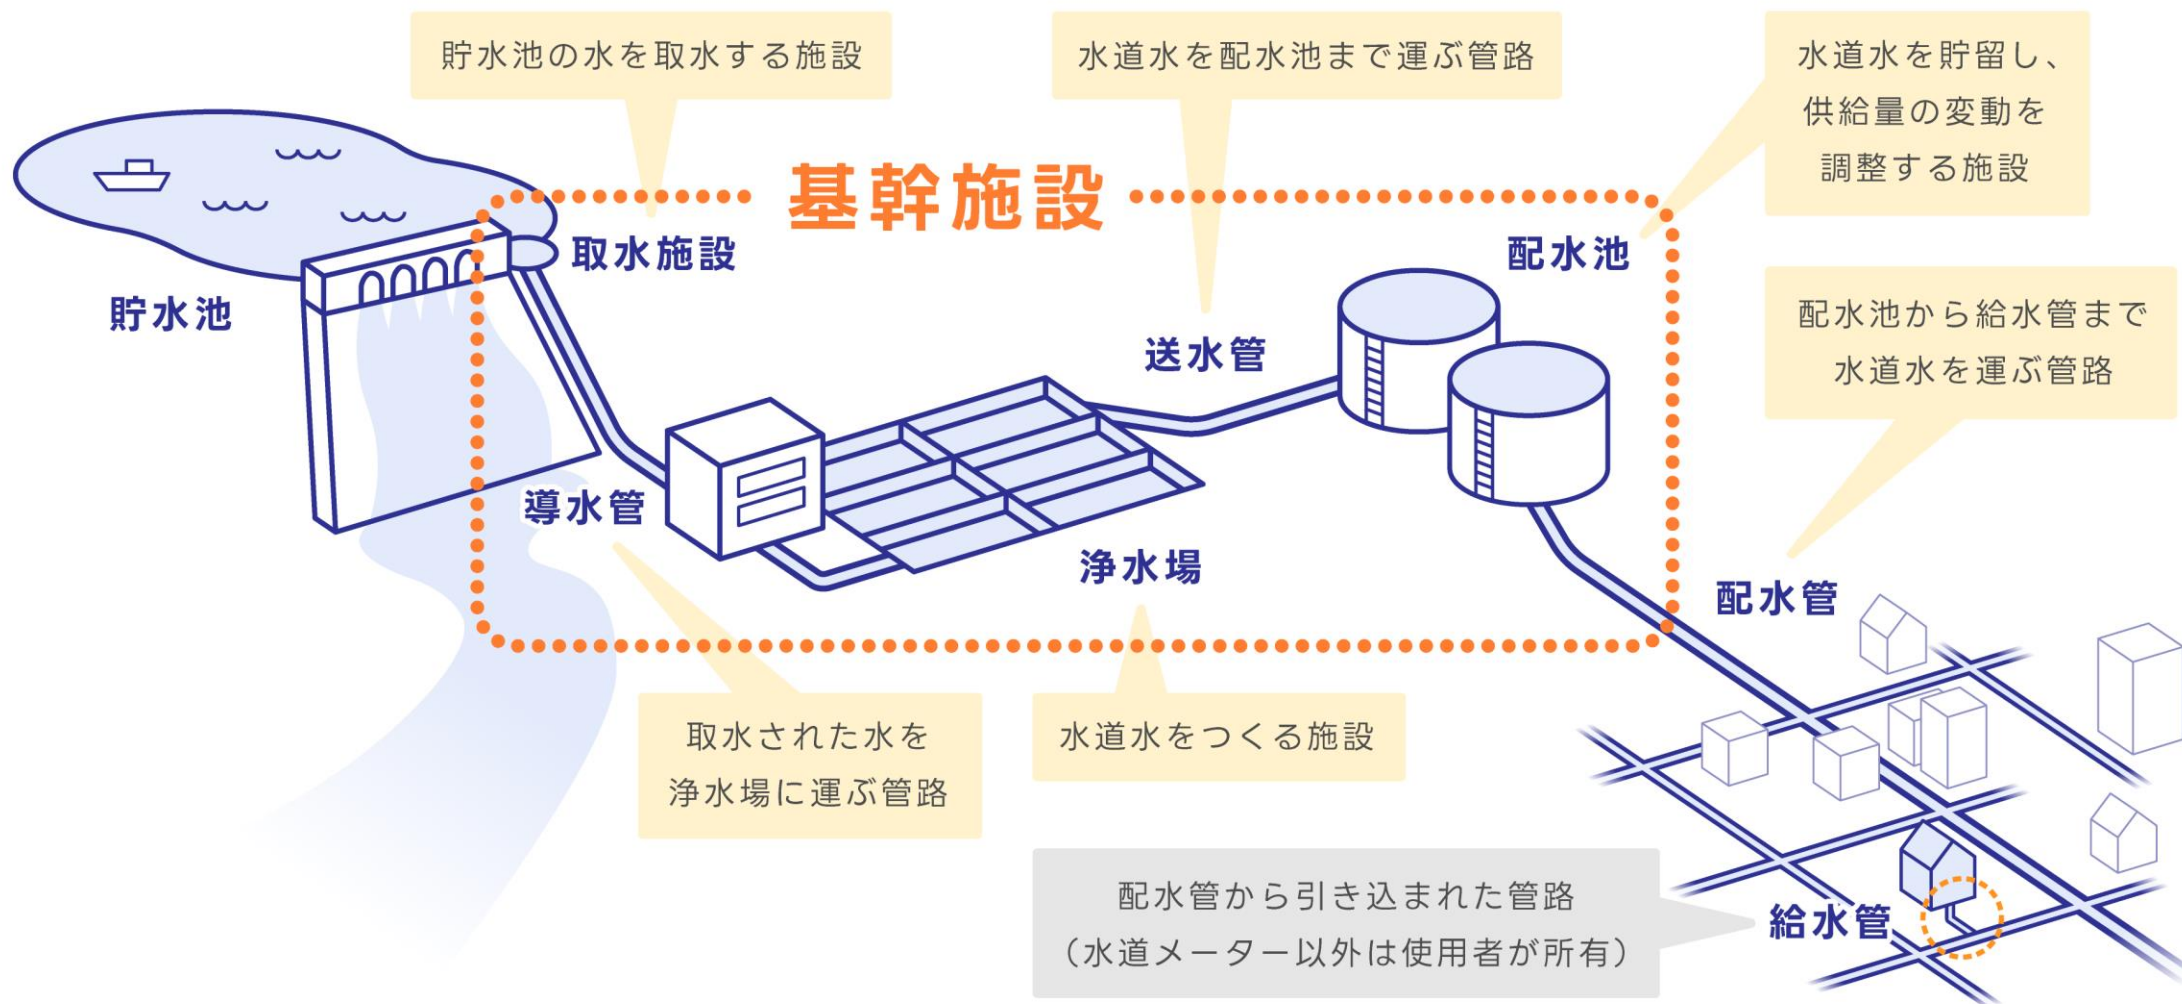 貯水池の水を取水する施設
水道水を配水池まで運ぶ管路
水道水を貯留し、
供給量の変動を
調整する施設
基幹施設
取水施設
配水池
貯水池
送水管
配水池から給水管まで
水道水を運ぶ管路
導水管
浄水場
配水管
取水された水を
浄水場に運ぶ管路
水道水をつくる施設
配水管から引き込まれた管路
（水道メーター以外は使用者が所有）
給水管